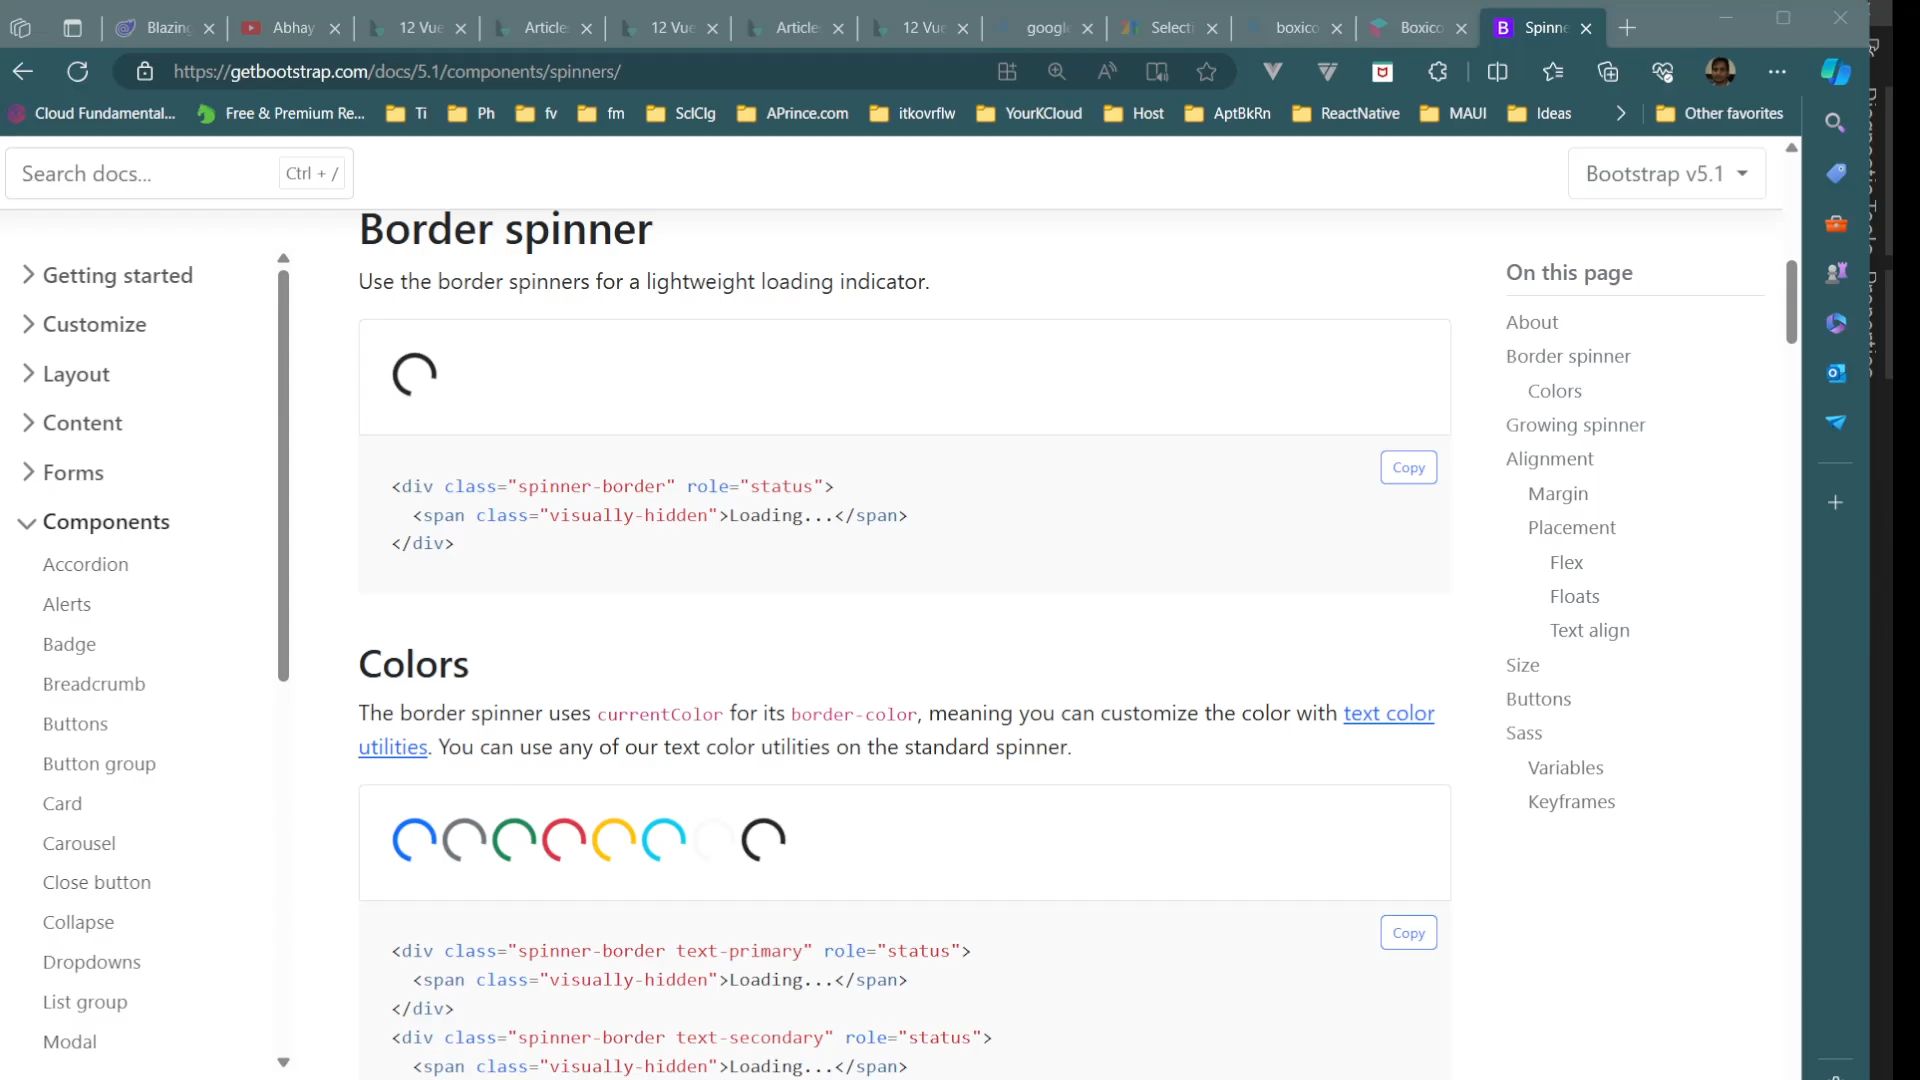 Blazing
Abhay
12 Vue
Article
12 Vue
Article
12 Vue
google
Selecti
boxico
Boxico
Spinne
https://getbootstrap.com/docs/5.1/components/spinners/
Cloud Fundamental...
Free & Premium Re...
Ti
Ph
fv
fm
SclClg
APrince.com
itkovrflw
YourKCloud
Host
AptBkRn
ReactNative
MAUI
Ideas
Other favorites
Search docs...
Ctrl + /
Bootstrap v5.1
Getting started
Customize
Layout
Content
Forms
Components
Accordion
Alerts
Badge
Breadcrumb
Buttons
Button group
Card
Carousel
Close button
Collapse
Dropdowns
List group
Modal
Border spinner
Use the border spinners for a lightweight loading indicator.
Copy
<div class="spinner-border" role="status">
<span class="visually-hidden">Loading...</span>
</div>
Colors
The border spinner uses currentColor for its border-color, meaning you can customize the color with text color
utilities. You can use any of our text color utilities on the standard spinner.
Copy
<div class="spinner-border text-primary" role="status">
<span class="visually-hidden">Loading...</span>
</div>
<div class="spinner-border text-secondary" role="status">
<span class="visually-hidden">Loading...</span>
On this page
About
Border spinner
Colors
Growing spinner
Alignment
Margin
Placement
Flex
Floats
Text align
Size
Buttons
Sass
Variables
Keyframes